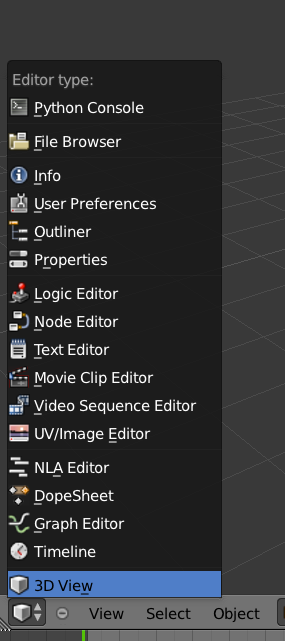 Editor type:
Python Console
File Browser
Info
User Preferences
Outliner
Properties
Logic Editor
Node Editor
Text Editor
Movie Clip Editor
Video Sequence Editor
UV/Image Editor
NLA Editor
DopeSheet
Graph Editor
Timeline
3D View
View Select Object